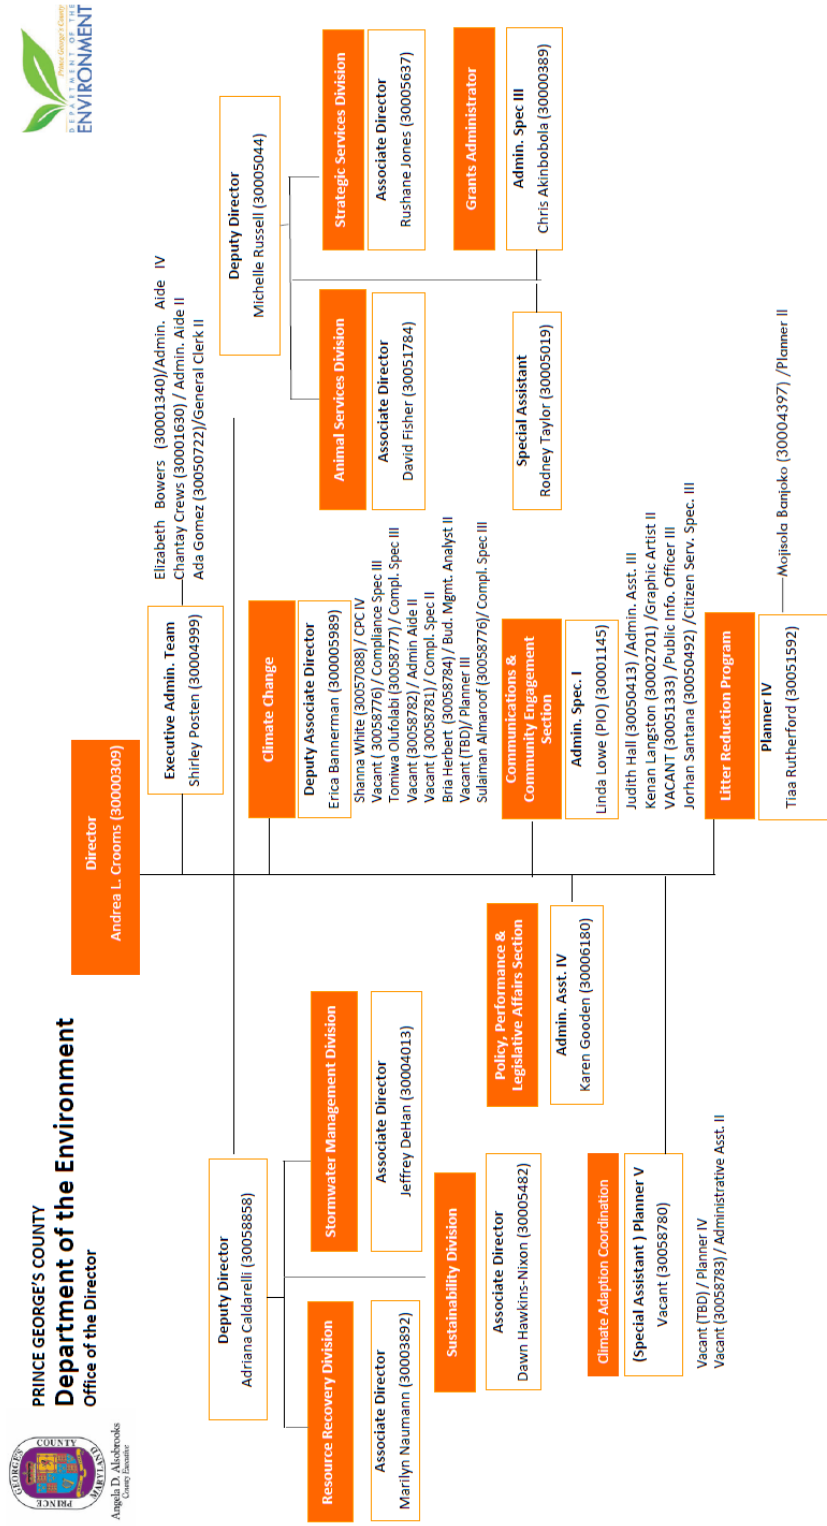 GEORGE'S
COUNTY
PRINCE
MARYLAND
Angela D. Alsobrooks
County Executive
PRINCE GEORGE'S COUNTY
Department of the Environment
Office of the Director
Prince George's County
DEPARTMENT OF THE
ENVIRONMENT
Director
Andrea L. Crooms (30000309)
Executive Admin. Team
Shirley Posten (30004999)
Elizabeth Bowers (30001340)/Admin. Aide IV
Chantay Crews (30001630) / Admin. Aide II
Ada Gomez (30050722)/General Clerk II
Deputy Director
Adriana Caldarelli (30058858)
Resource Recovery Division
Associate Director
Marilyn Naumann (30003892)
Stormwater Management Division
Associate Director
Jeffrey DeHan (30004013)
Sustainability Division
Associate Director
Dawn Hawkins-Nixon (30005482)
Climate Change
Deputy Associate Director
Erica Bannerman (300005989)
Shanna White (30057088) / CPC IV
Vacant ( 30058776)/ Compliance Spec III
Tomiwa Olufolabi (30058777) / Compl. Spec III
Vacant (30058782) / Admin Aide II
Vacant ( 30058781) / Compl. Spec II
Bria Herbert (30058784) / Bud. Mgmt. Analyst II
Vacant (TBD)/ Planner III
Sulaiman Almaroof (30058776)/ Compl. Spec III
Deputy Director
Michelle Russell (30005044)
Animal Services Division
Associate Director
David Fisher (30051784)
Strategic Services Division
Associate Director
Rushane Jones (30005637)
Special Assistant
Rodney Taylor (30005019)
Grants Administrator
Admin. Spec III
Chris Akinbobola (30000389)
Policy, Performance &
Legislative Affairs Section
Admin. Asst. IV
Karen Gooden (30006180)
Communications &
Community Engagement
Section
Admin. Spec. I
Linda Lowe (PIO) (30001145)
Judith Hall (30050413) /Admin. Asst. III
Kenan Langston (30002701) /Graphic Artist II
VACANT (30051333) /Public Info. Officer III
Jorhan Santana (30050492) /Citizen Serv. Spec. III
Climate Adaption Coordination
(Special Assistant ) Planner V
Vacant (30058780)
Vacant (TBD) / Planner IV
Vacant (30058783) / Administrative Asst. II
Litter Reduction Program
Planner IV
Tiaa Rutherford (30051592)
Mojisola Banjoko (30004397) /Planner II